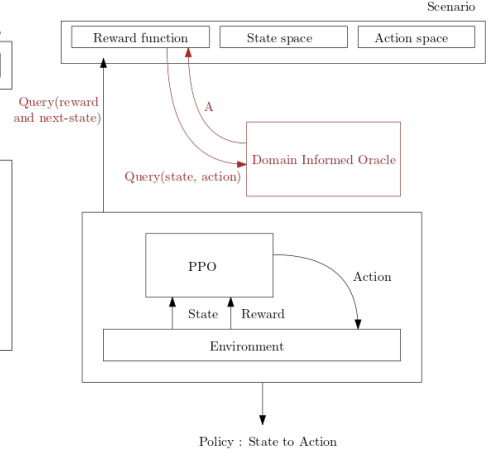 Scenario
Reward function
State space
Action space
Query(reward
and next-state)
A
Domain Informed Oracle
Query(state, action)
PPO
Action
State
Reward
Environment
Policy : State to Action